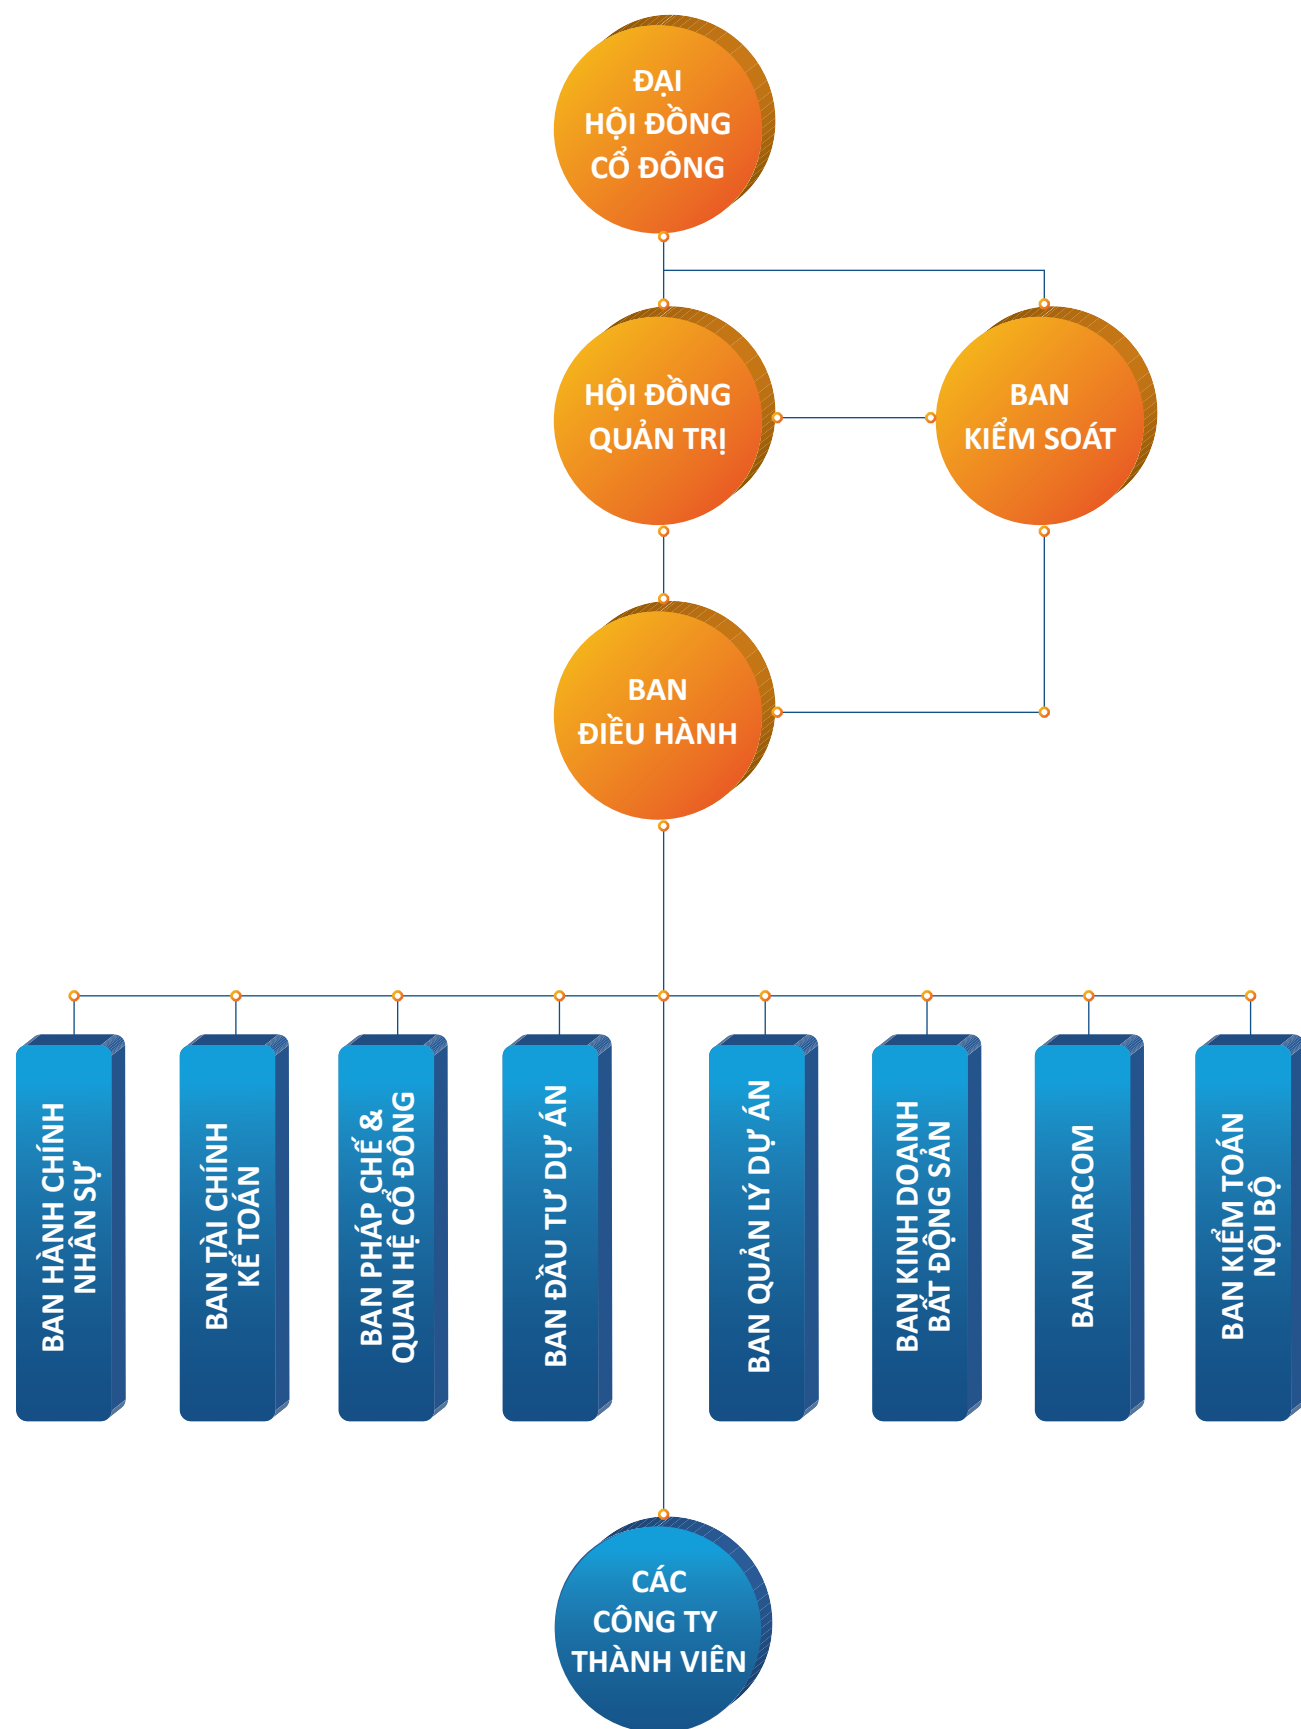 ĐẠI
HỘI ĐỒNG
CỔ ĐÔNG
HỘI ĐỒNG
QUẢN TRỊ
BAN
KIỂM SOÁT
BAN
ĐIỀU HÀNH
BAN HÀNH CHÍNH
NHÂN SỰ
BAN TÀI CHÍNH
KẾ TOÁN
BAN PHÁP CHẾ &
QUAN HỆ CỔ ĐÔNG
BAN ĐẦU TƯ DỰ ÁN
BAN QUẢN LÝ DỰ ÁN
BAN KINH DOANH
BẤT ĐỘNG SẢN
BAN MARCOM
BAN KIỂM TOÁN
NỘI BỘ
CÁC
CÔNG TY
THÀNH VIÊN